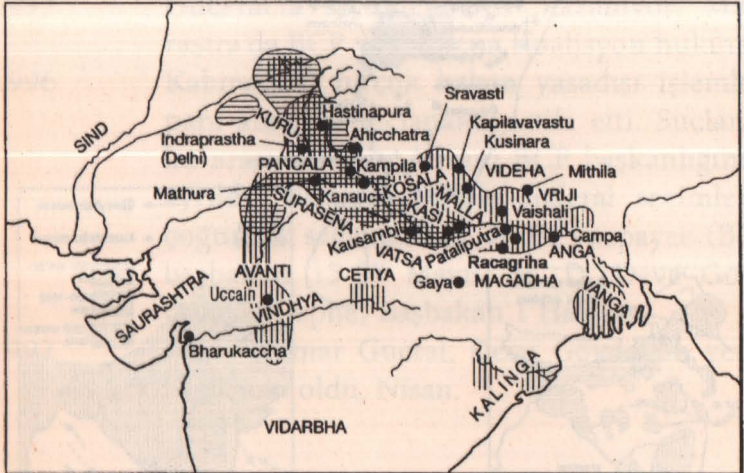 Sravasti
Hastinapura
Kapilavavastu
KURU
Ahicchatra
Kusinara
SIND
Indraprastha
(Delhi)
VIDEHA
Mithila
PANCALA
Kampila
KOSALA
Mathura
Kanauc
MALLA
VRIJI
SURASENA
KASI
Vaishali
Kausambi
VATSA
Pataliputra
Campa
ANGA
Racagriha
AVANTI
CETIYA
Gaya
MAGADHA
SAURASHTRA
Uccain
VINDHYA
VANGA
Bharukaccha
KALINGA
VIDARBHA